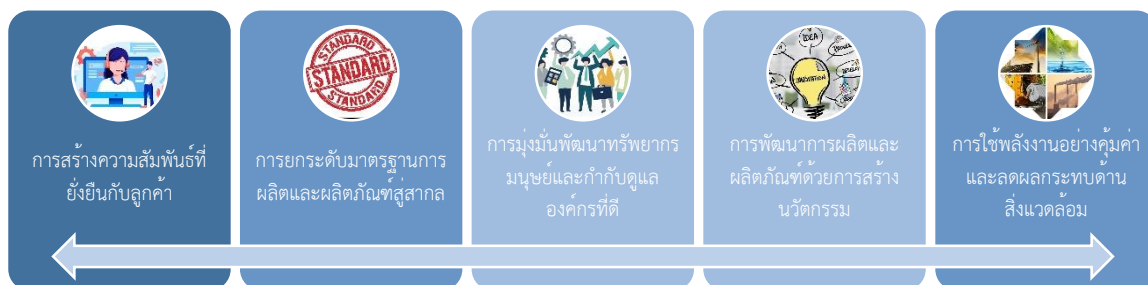 การสร้างความสัมพันธ์ที่
ยั่งยืนกับลูกค้า
STANDARD
STANDARD
STANDARD
การยกระดับมาตรฐานการ
ผลิตและผลิตภัณฑ์สู่สากล
การมุ่งมั่นพัฒนาทรัพยากร
มนุษย์และกำกับดูแล
องค์กรที่ดี
IDEA
การพัฒนาการผลิตและ
ผลิตภัณฑ์ด้วยการสร้าง
นวัตกรรม
การใช้พลังงานอย่างคุ้มค่า
และลดผลกระทบด้าน
สิ่งแวดล้อม